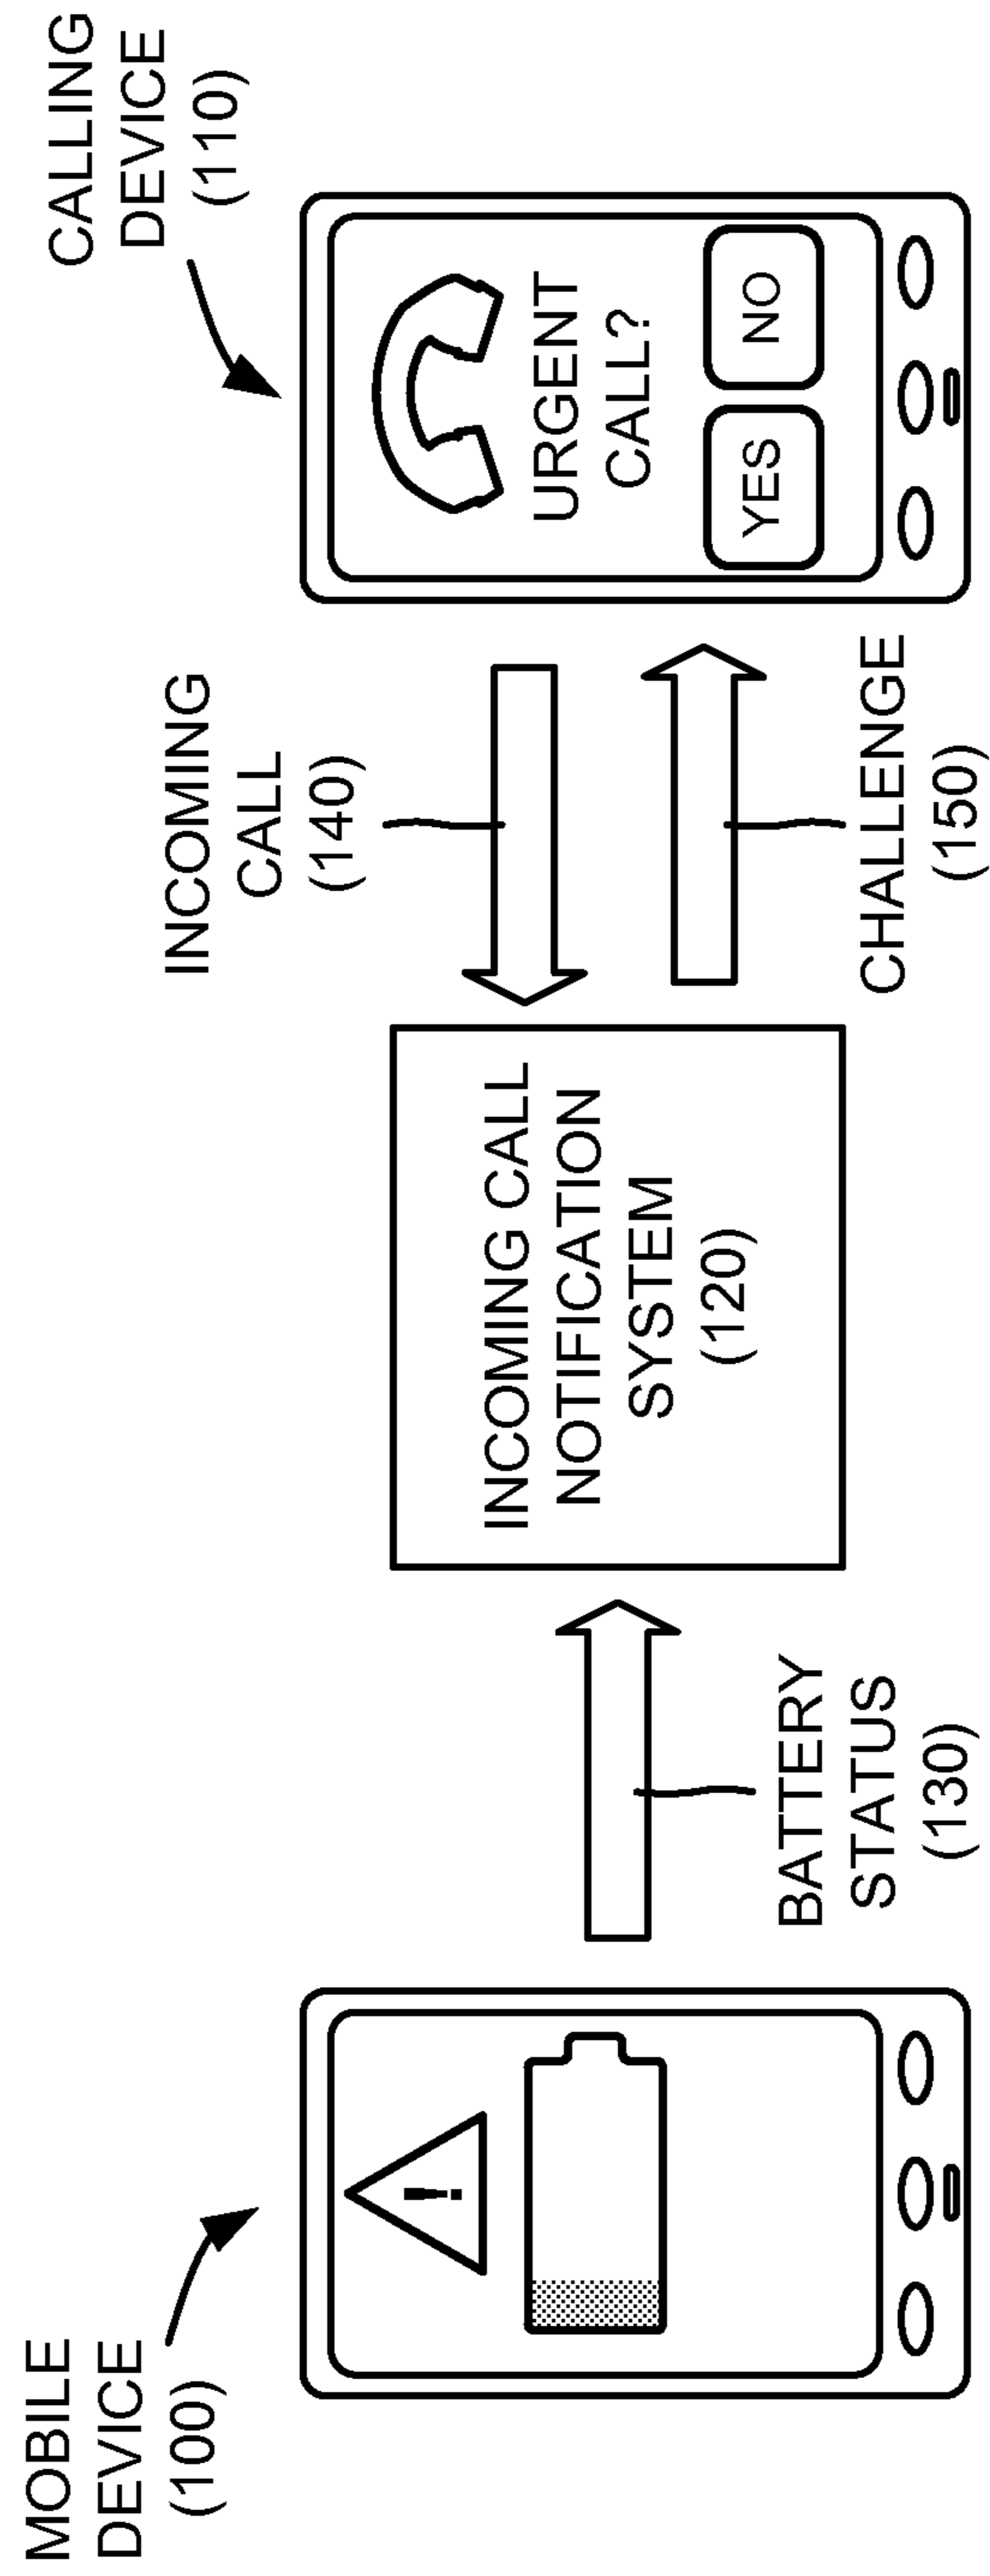 MOBILE
DEVICE
(100)
!
BATTERY
STATUS
(130)
INCOMING CALL
NOTIFICATION
SYSTEM
(120)
INCOMING
CALL
(140)
CHALLENGE
(150)
CALLING
DEVICE
(110)
URGENT
CALL?
YES NO